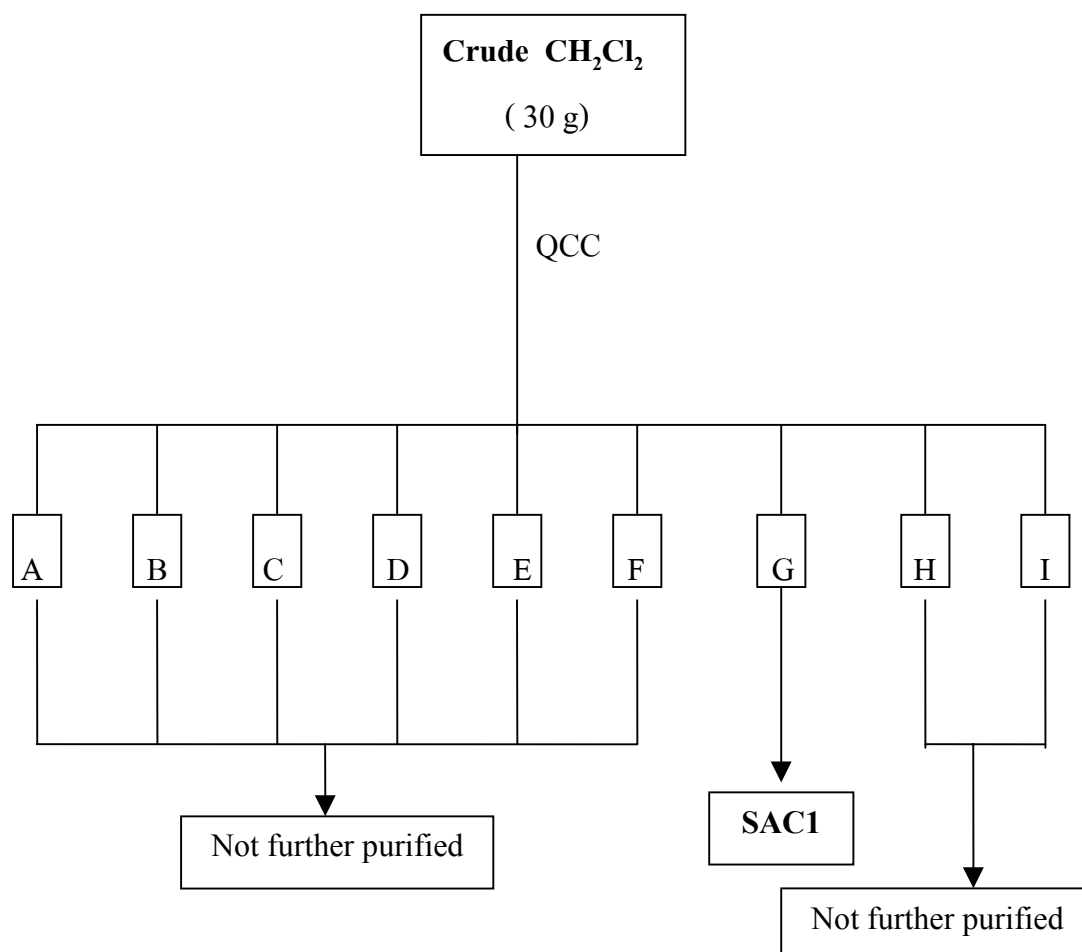 Crude CH₂Cl₂
( 30 g)
QCC
A B C D E F G H I
SAC1
Not further purified
Not further purified